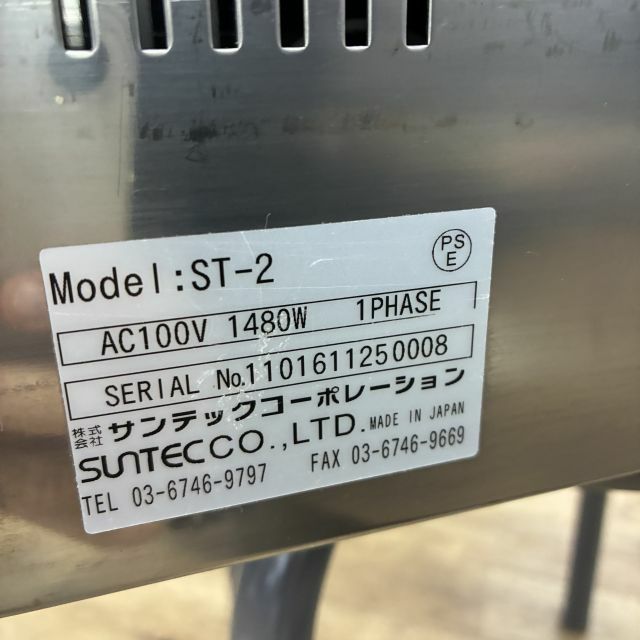 Model:ST-2
PS
E
AC100V 1480W 1PHASE
SERIAL No.1101611250008
株式会社 サンテックコーポレーション
SUNTECCO.,LTD. MADE IN JAPAN
TEL 03-6746-9797 FAX 03-6746-9669